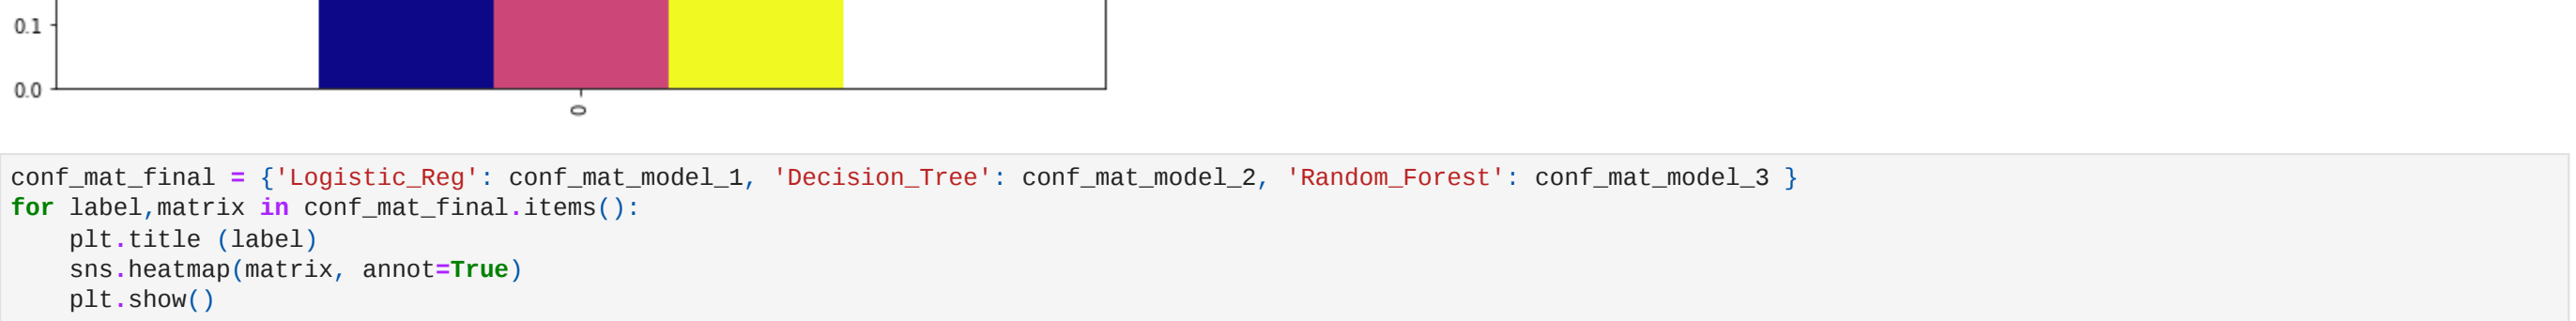 0.1
0.0
0
conf_mat_final = {'Logistic_Reg': conf_mat_model_1, 'Decision_Tree': conf_mat_model_2, 'Random_Forest': conf_mat_model_3 }
for label,matrix in conf_mat_final.items():
    plt.title (label)
    sns.heatmap(matrix, annot=True)
    plt.show()